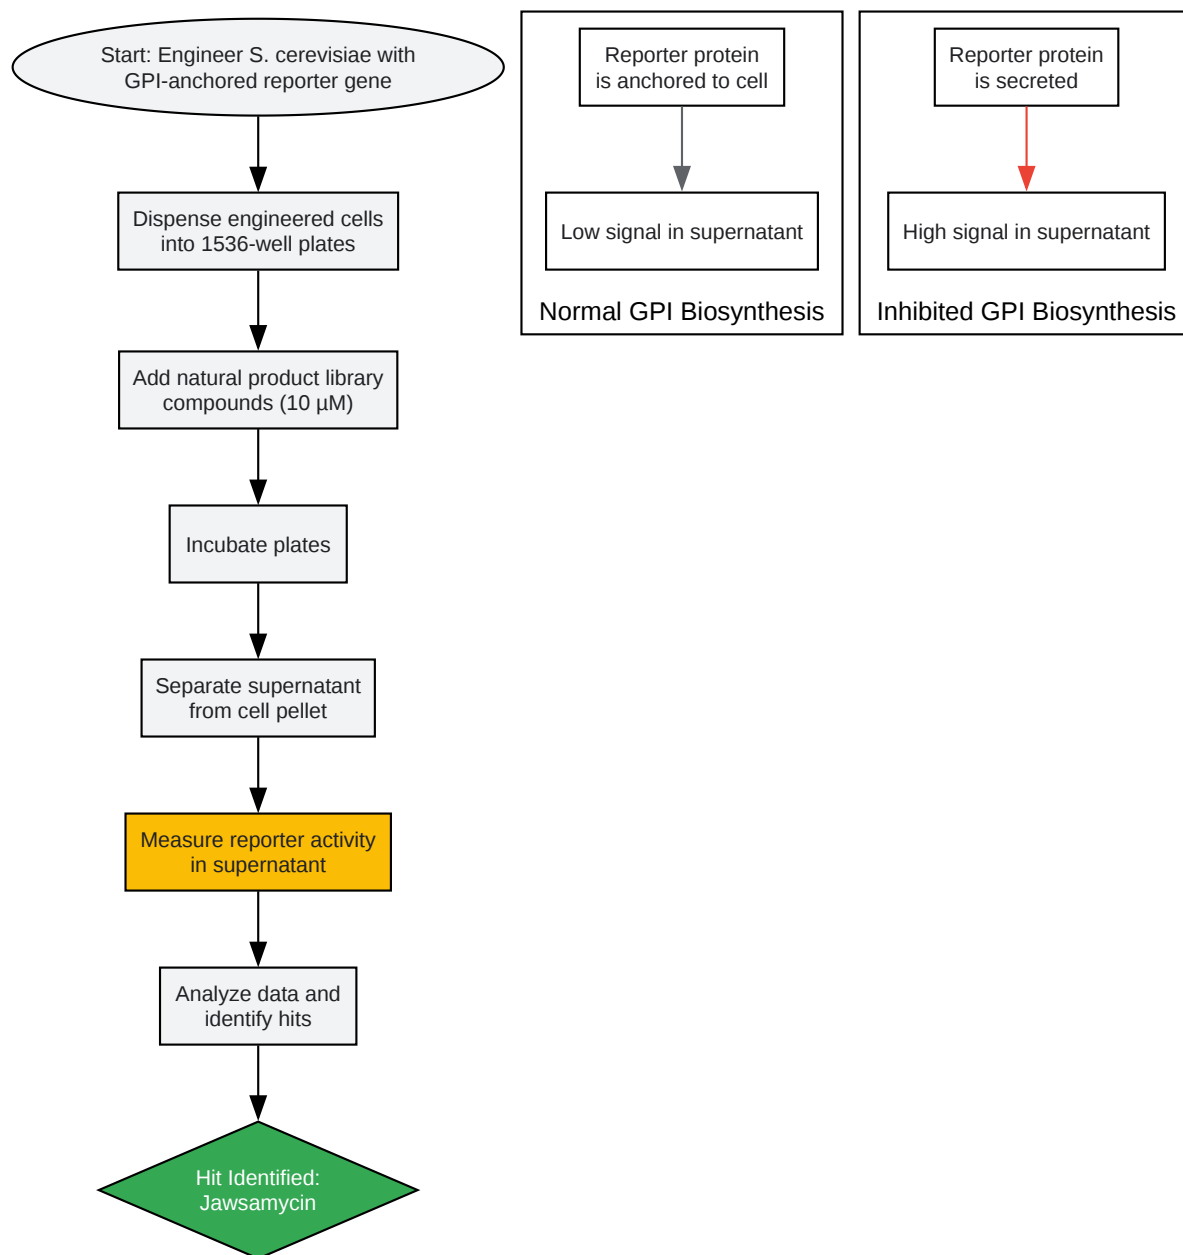 Start: Engineer S. cerevisiae with
GPI-anchored reporter gene
Dispense engineered cells
into 1536-well plates
Add natural product library
compounds (10 µM)
Incubate plates
Separate supernatant
from cell pellet
Measure reporter activity
in supernatant
Analyze data and
identify hits
Hit Identified:
Jawsamycin
Reporter protein
is anchored to cell
Low signal in supernatant
Normal GPI Biosynthesis
Reporter protein
is secreted
High signal in supernatant
Inhibited GPI Biosynthesis